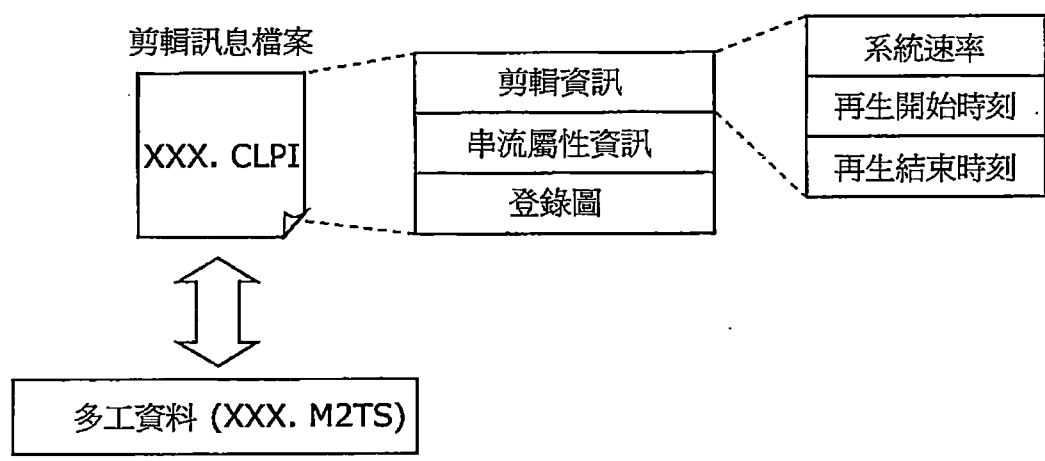 剪輯訊息檔案
XXX. CLPI
剪輯資訊
串流屬性資訊
登錄圖
系統速率
再生開始時刻
再生結束時刻
多工資料 (XXX. M2TS)